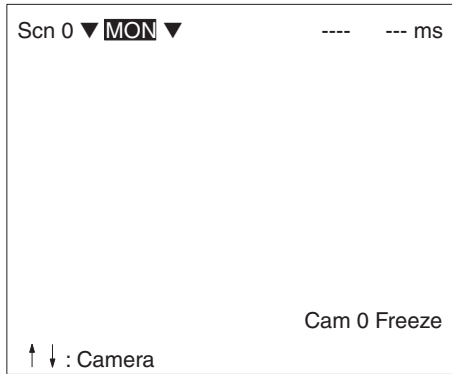 Scn 0 ▼ MON ▼ ---- --- ms
Cam 0 Freeze
↑ ↓ : Camera